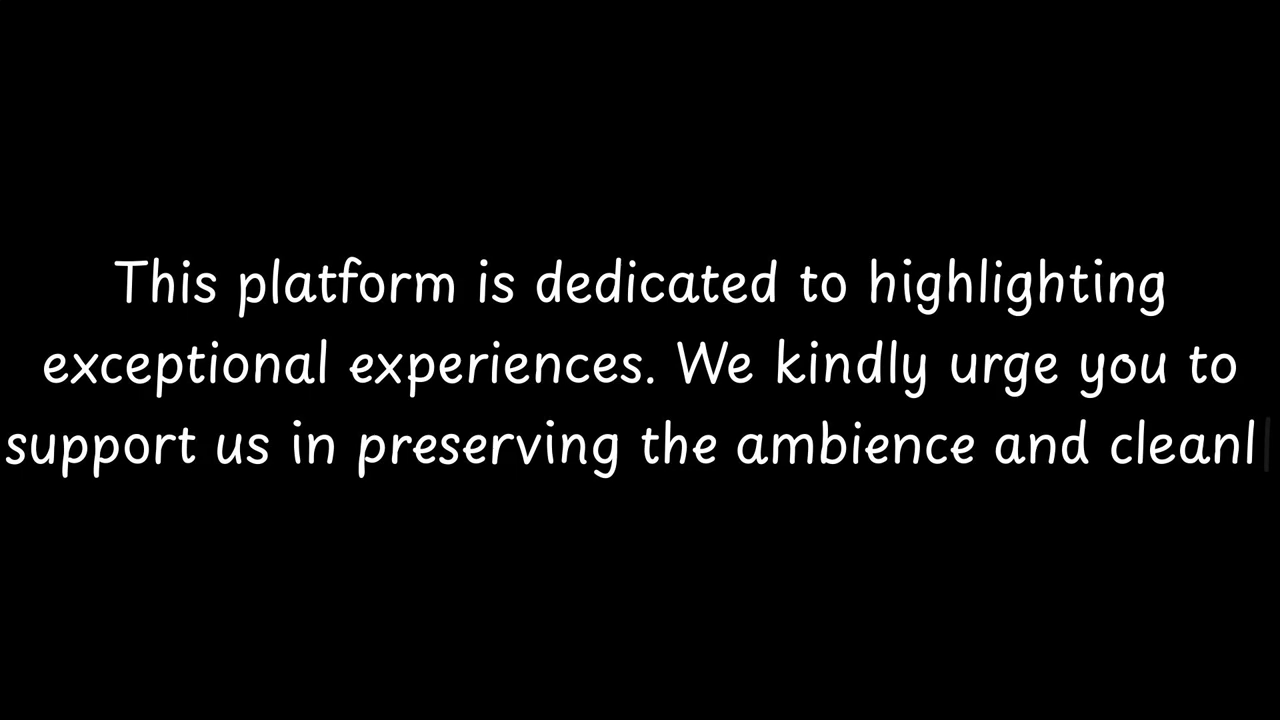 This platform is dedicated to highlighting
exceptional experiences. We kindly urge you to
support us in preserving the ambience and cleanl